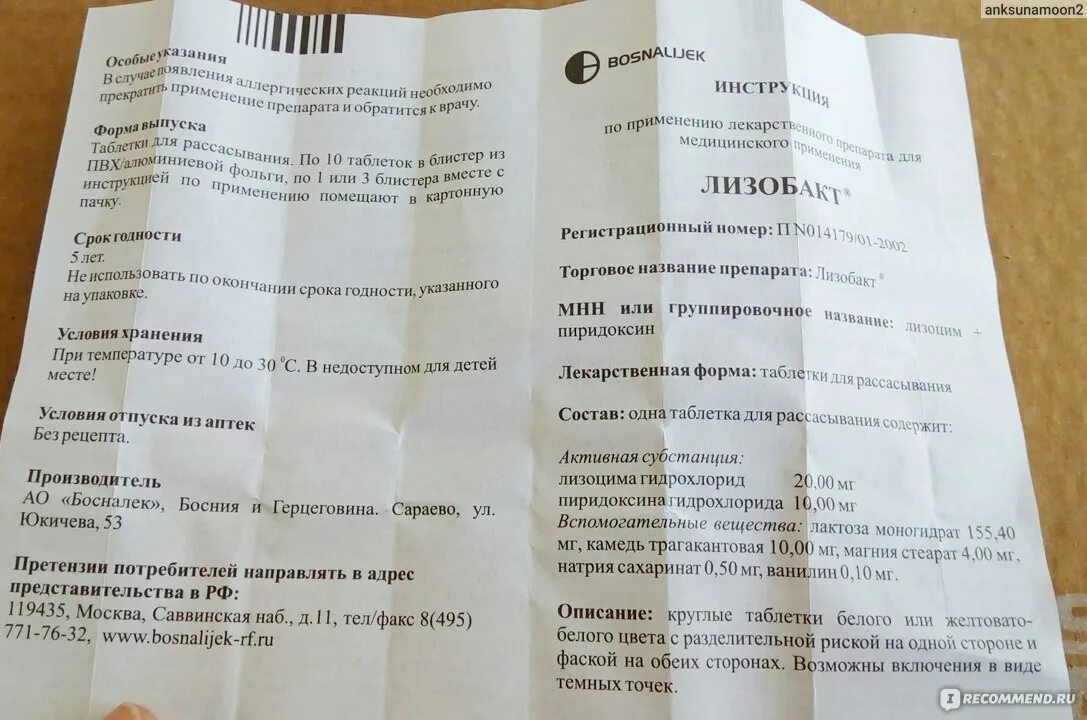 anksunamoon2
Особые указания
В случае появления аллергических реакций необходимо
прекратить применение препарата и обратится к врачу.
Форма выпуска
Таблетки для рассасывания. По 10 таблеток в блистер из
ПВХ/алюминиевой фольги, по 1 или 3 блистера вместе с
инструкцией по применению помещают в картонную
пачку.
Срок годности
5 лет.
Не использовать по окончании срока годности, указанного
на упаковке.
Условия хранения
При температуре от 10 до 30 °С. В недоступном для детей
месте!
Условия отпуска из аптек
Без рецепта.
Производитель
АО «Босналек», Босния и Герцеговина. Сараево, ул.
Юкичева, 53
Претензии потребителей направлять в адрес
представительства в РФ:
119435, Москва, Саввинская наб., д.11, тел/факс 8(495)
771-76-32, www.bosnalijek-rf.ru
BOSNALIJEK
ИНСТРУКЦИЯ
по применению лекарственного препарата для
медицинского применения
ЛИЗОБАКТ®
Регистрационный номер: П N014179/01-2002
Торговое название препарата: Лизобакт®
МНН или группировочное название: лизоцим +
пиридоксин
Лекарственная форма: таблетки для рассасывания
Состав: одна таблетка для рассасывания содержит:
Активная субстанция:
лизоцима гидрохлорид 20,00 мг
пиридоксина гидрохлорида 10,00 мг
Вспомогательные вещества: лактоза моногидрат 155,40
мг, камедь трагакантовая 10,00 мг, магния стеарат 4,00 мг,
натрия сахаринат 0,50 мг, ванилин 0,10 мг.
Описание: круглые таблетки белого или желтовато-
белого цвета с разделительной риской на одной стороне и
фаской на обеих сторонах. Возможны включения в виде
темных точек.
IRECOMMEND.RU